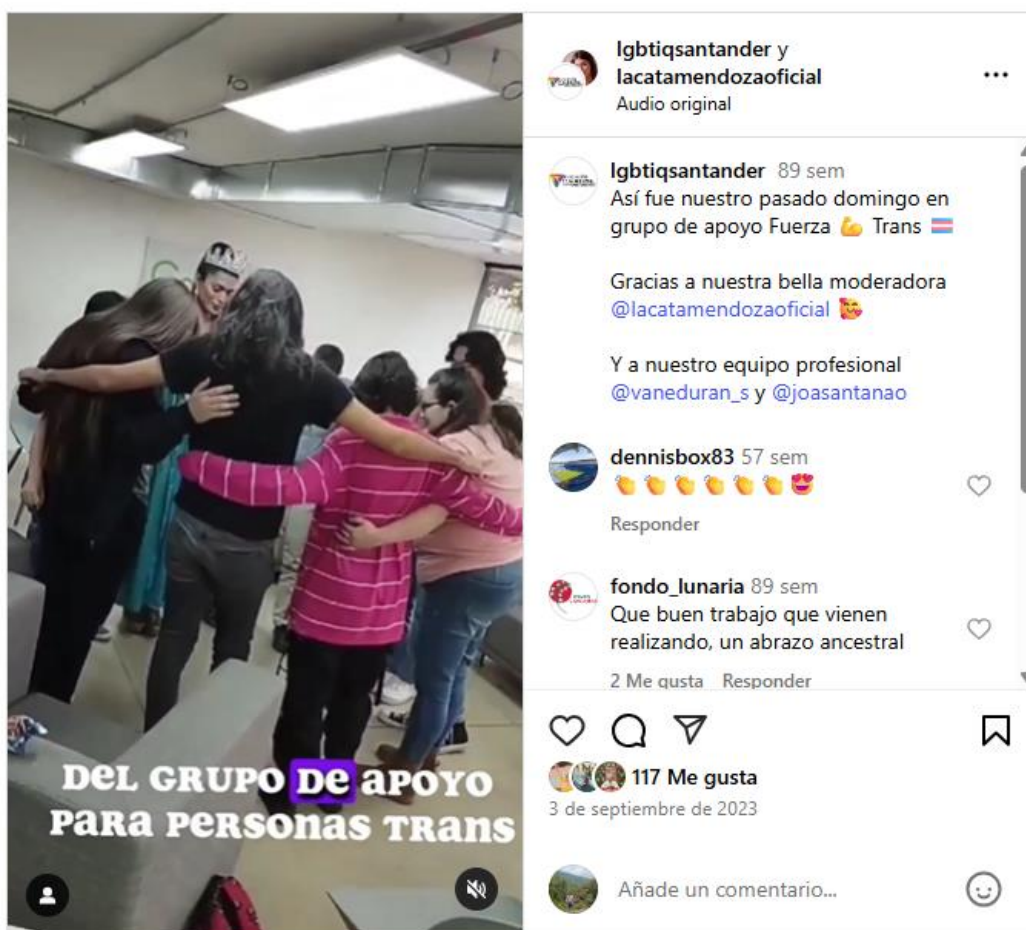 DeL GRUPO De aPOYO
Para Personas Trans
lgbtiqsantander y
lacatamendozaoficial
Audio original
lgbtiqsantander 89 sem
Así fue nuestro pasado domingo en
grupo de apoyo Fuerza 💪 Trans 🏳️‍⚧️
Gracias a nuestra bella moderadora
@lacatamendozaoficial 🥰
Y a nuestro equipo profesional
@vaneduran_s y @joasantanao
dennisbox83 57 sem
👏👏👏👏👏👏😍
Responder
fondo_lunaria 89 sem
Que buen trabajo que vienen
realizando, un abrazo ancestral
2 Me gusta Responder
117 Me gusta
3 de septiembre de 2023
Añade un comentario...